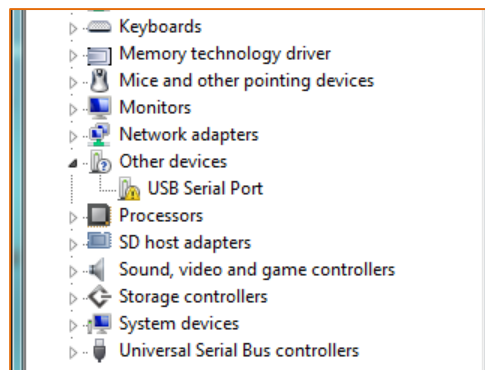 Keyboards
Memory technology driver
Mice and other pointing devices
Monitors
Network adapters
Other devices
USB Serial Port
Processors
SD host adapters
Sound, video and game controllers
Storage controllers
System devices
Universal Serial Bus controllers